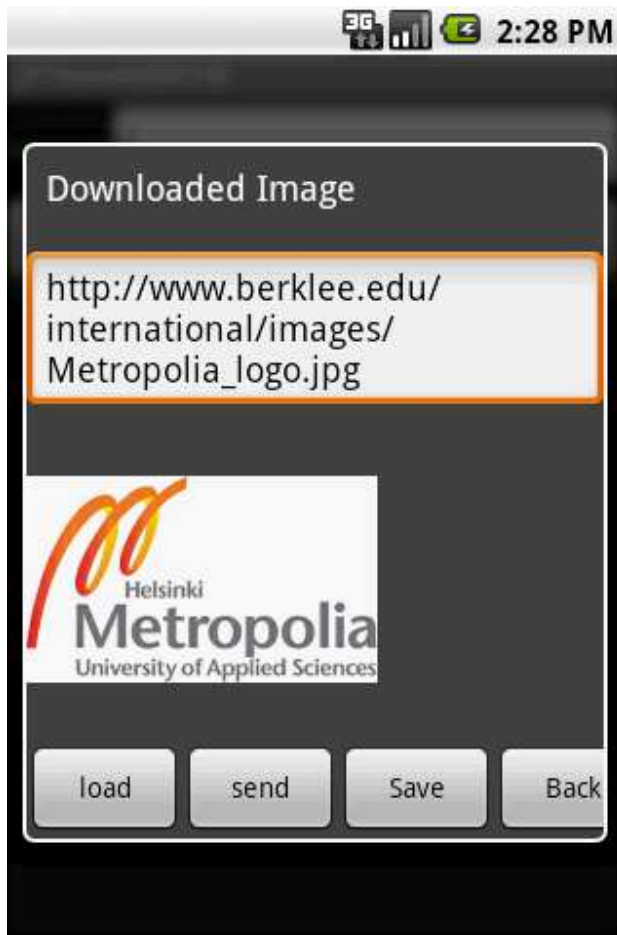 3G 2:28 PM
Downloaded Image
http://www.berklee.edu/
international/images/
Metropolia_logo.jpg
Helsinki
Metropolia
University of Applied Sciences
load send Save Back